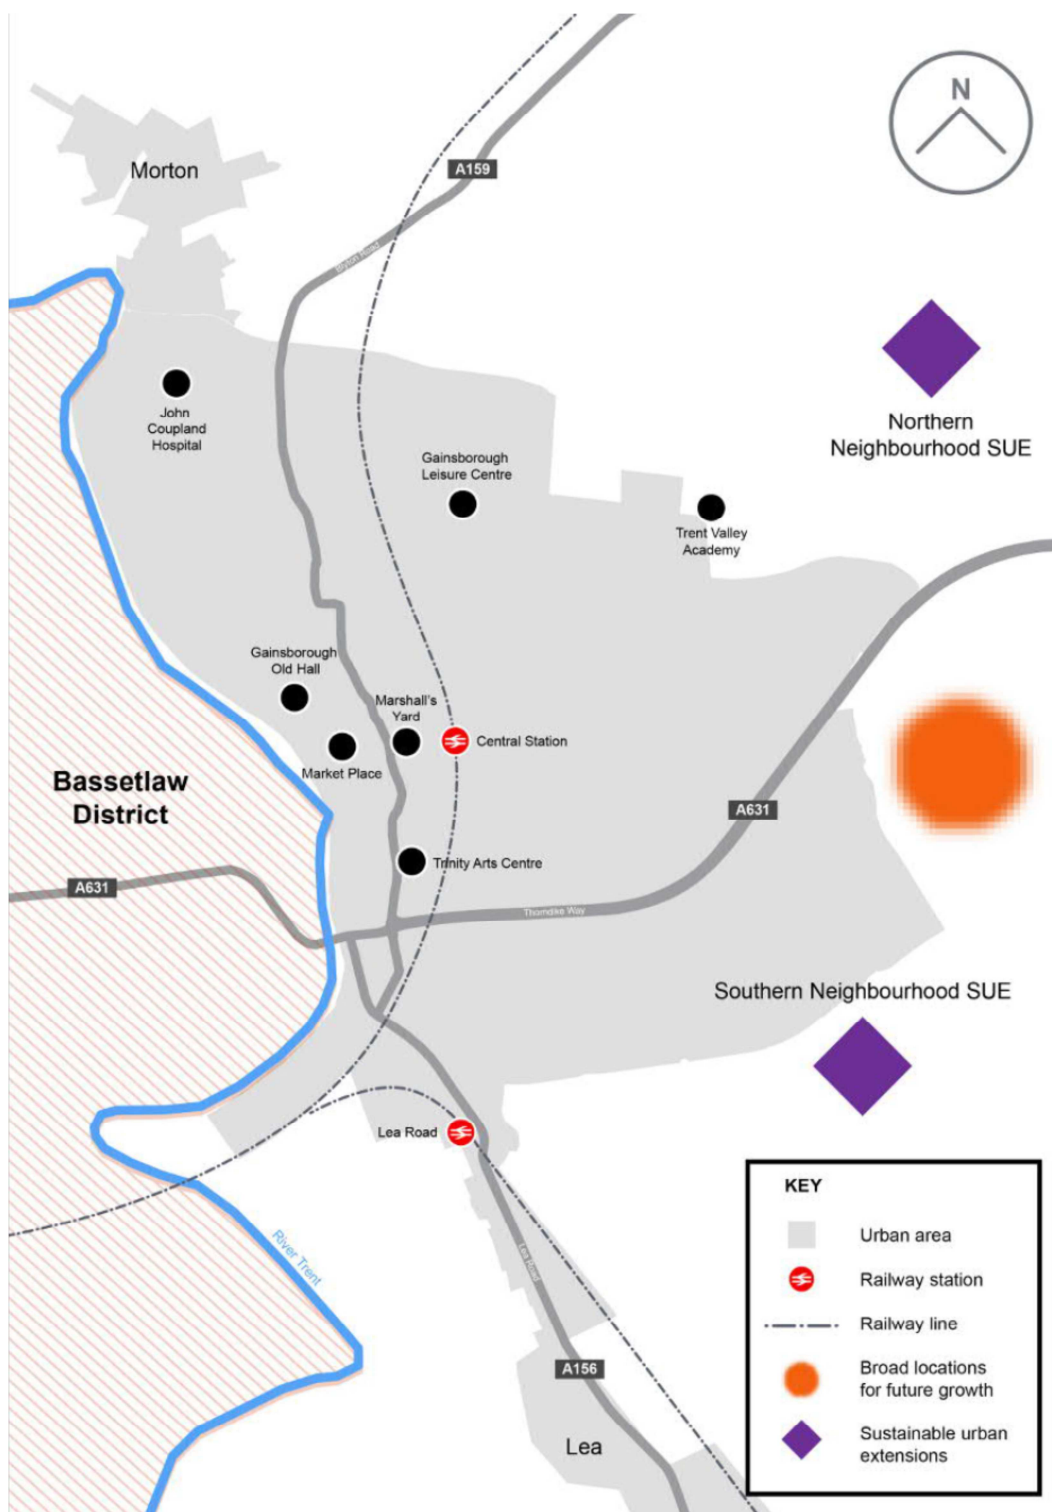 N
Morton
A159
Blyton Road
John
Coupland
Hospital
Northern
Neighbourhood SUE
Gainsborough
Leisure Centre
Trent Valley
Academy
Gainsborough
Old Hall
Marshall's
Yard
Central Station
Market Place
Bassetlaw
District
A631
Trinity Arts Centre
A631
Thorndike Way
Southern Neighbourhood SUE
Lea Road
River Trent
Lea Road
A156
Lea
KEY
Urban area
Railway station
Railway line
Broad locations
for future growth
Sustainable urban
extensions